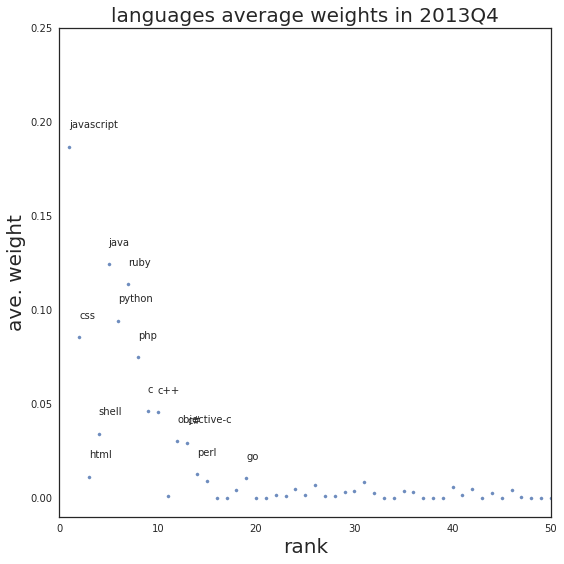 languages average weights in 2013Q4
0.25
0.20
0.15
0.10
0.05
0.00
ave. weight
javascript
java
ruby
python
css
php
c
c++
shell
objective-c
c#
perl
html
go
0
10
20
30
40
50
rank